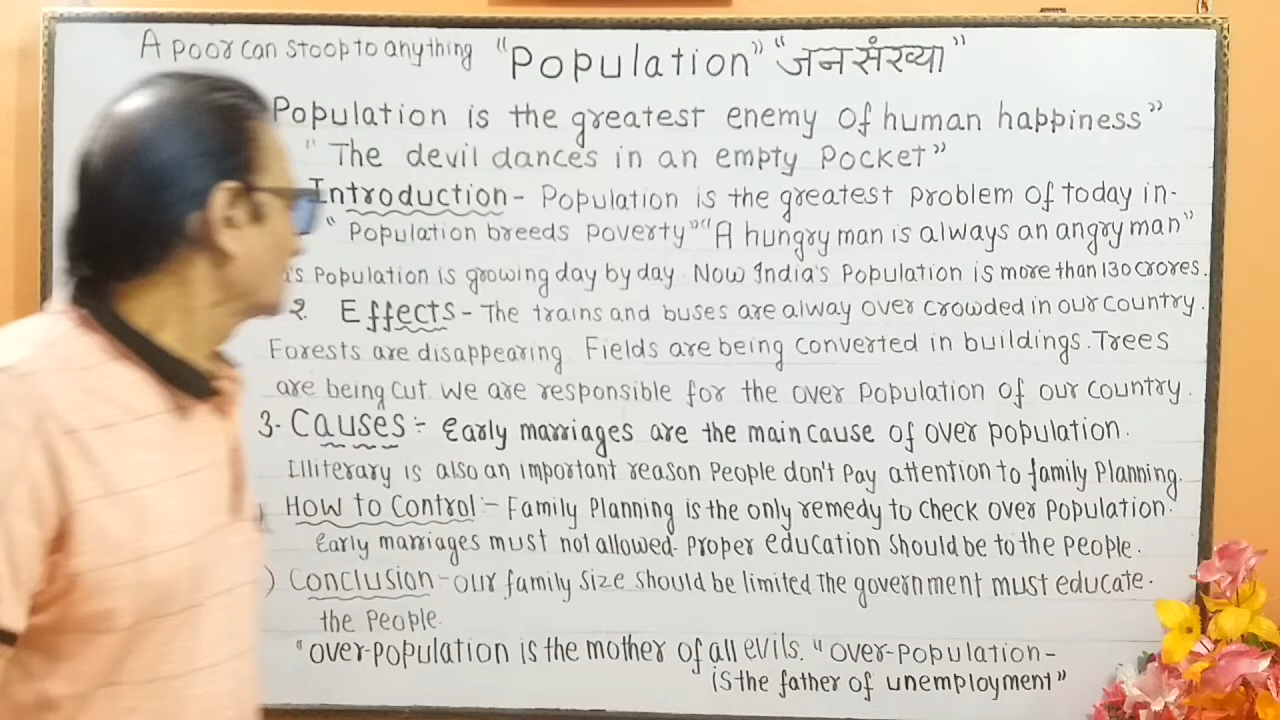 A poor can stoop to anything "Population" "जनसंख्या"
Population is the greatest enemy of human happiness"
"The devil dances in an empty pocket"
Introduction- Population is the greatest problem of today in-
"Population breeds poverty" "A hungry man is always an angry man"
's Population is growing day by day. Now India's Population is more than 130 crores.
2. Effects- The trains and buses are alway over crowded in our country.
Forests are disappearing Fields are being converted in buildings. Trees
are being cut we are responsible for the over population of our country.
3. Causes:- Early marriages are the main cause of over population.
Illiterary is also an important reason People don't Pay attention to family Planning.
) How to Control:- Family Planning is the only remedy to check over population.
Early marriages must not allowed. Proper education should be to the people.
) Conclusion-our family size should be limited the government must educate.
the People.
"over-population is the mother of all evils. "over-population-
is the father of unemployment"